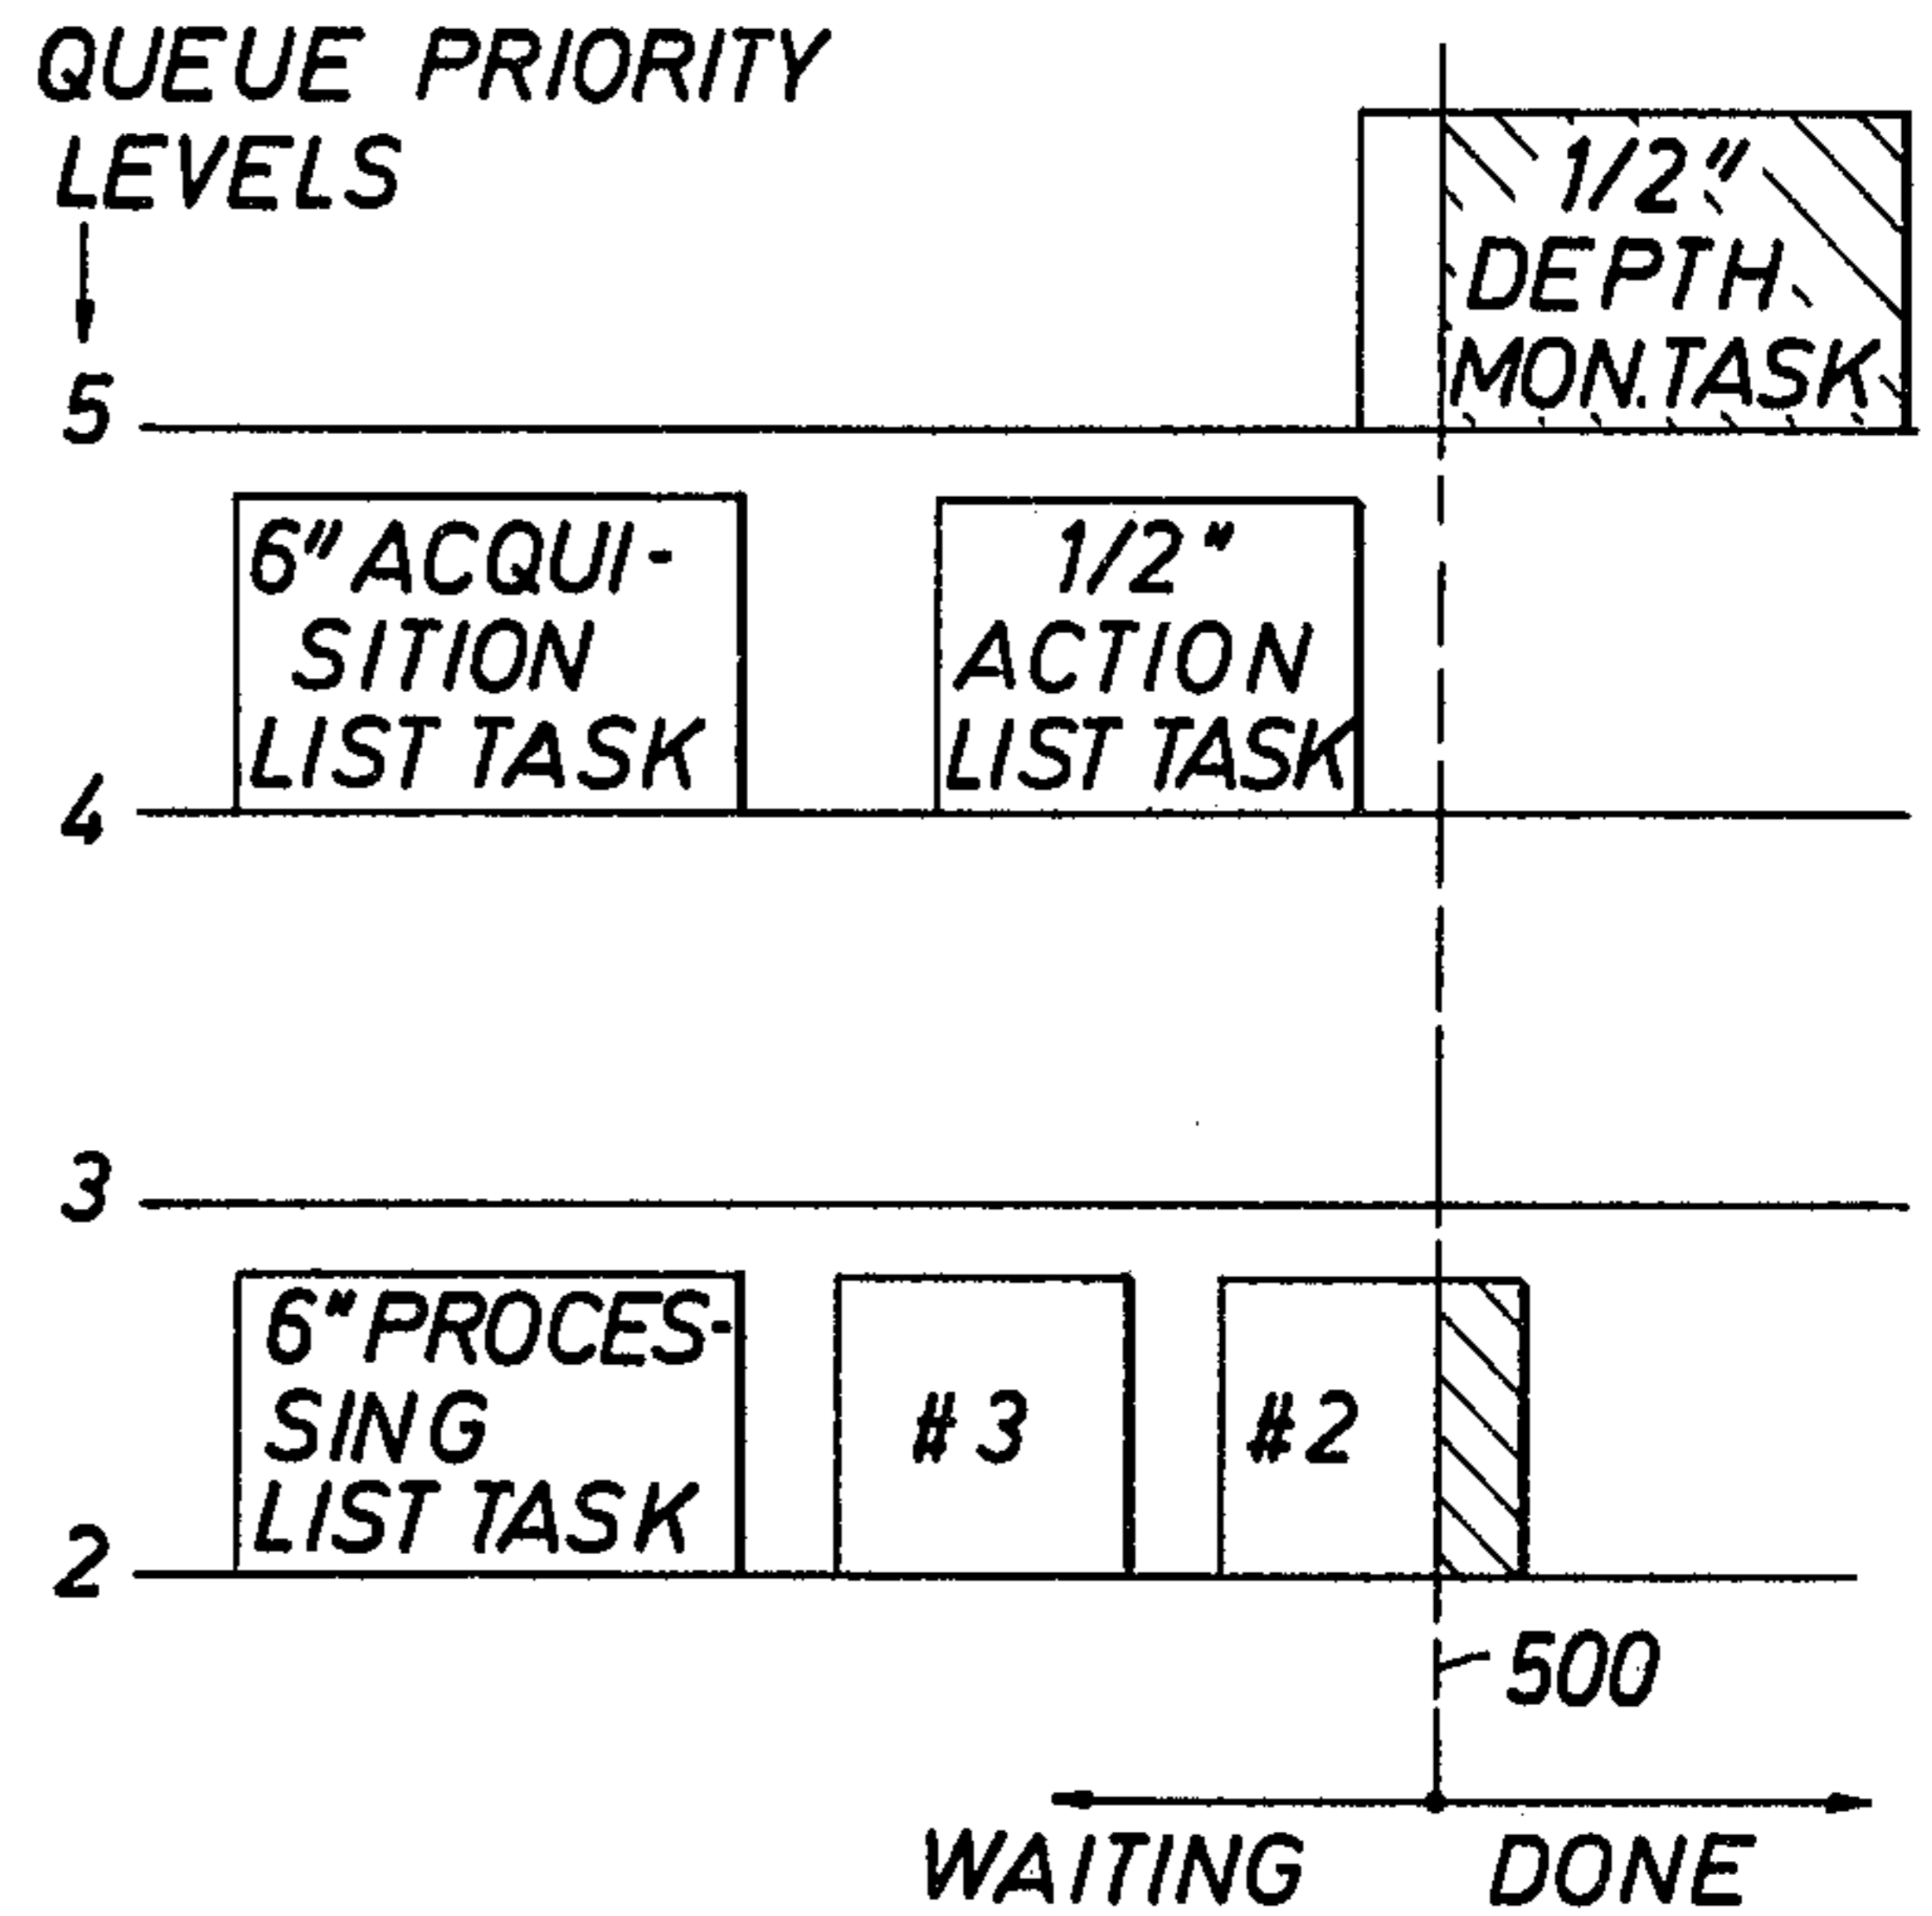 QUEUE PRIORITY
LEVELS
1/2"
DEPTH
MON.TASK
5
6" ACQUI-
SITION
LIST TASK
1/2"
ACTION
LIST TASK
4
3
6" PROCES-
SING
LIST TASK
#3
#2
2
500
WAITING DONE